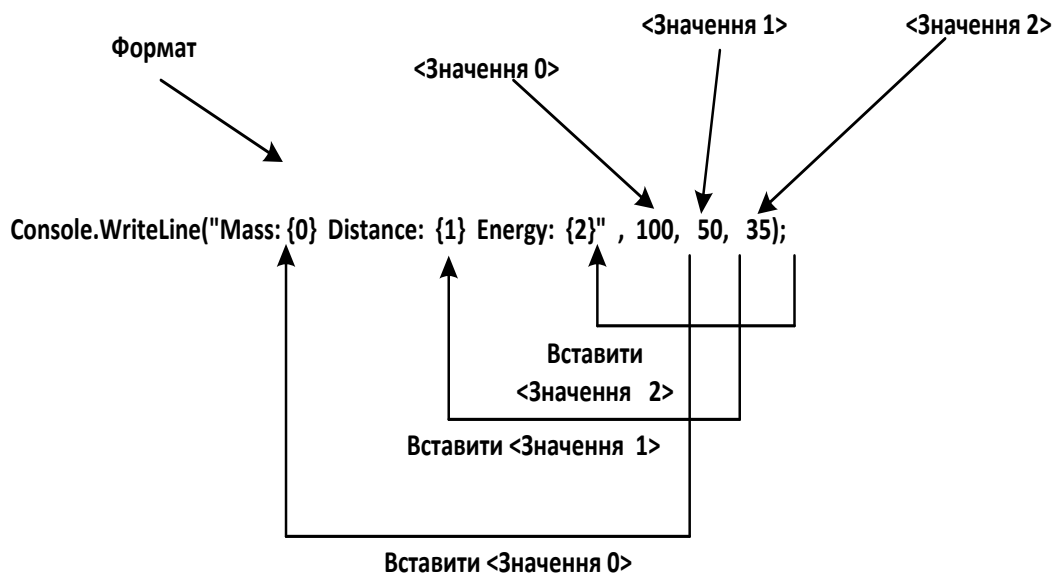 <Значення 1>
<Значення 2>
Формат
<Значення 0>
Console.WriteLine("Mass: {0} Distance: {1} Energy: {2}" , 100, 50, 35);
Вставити
<Значення 2>
Вставити <Значення 1>
Вставити <Значення 0>